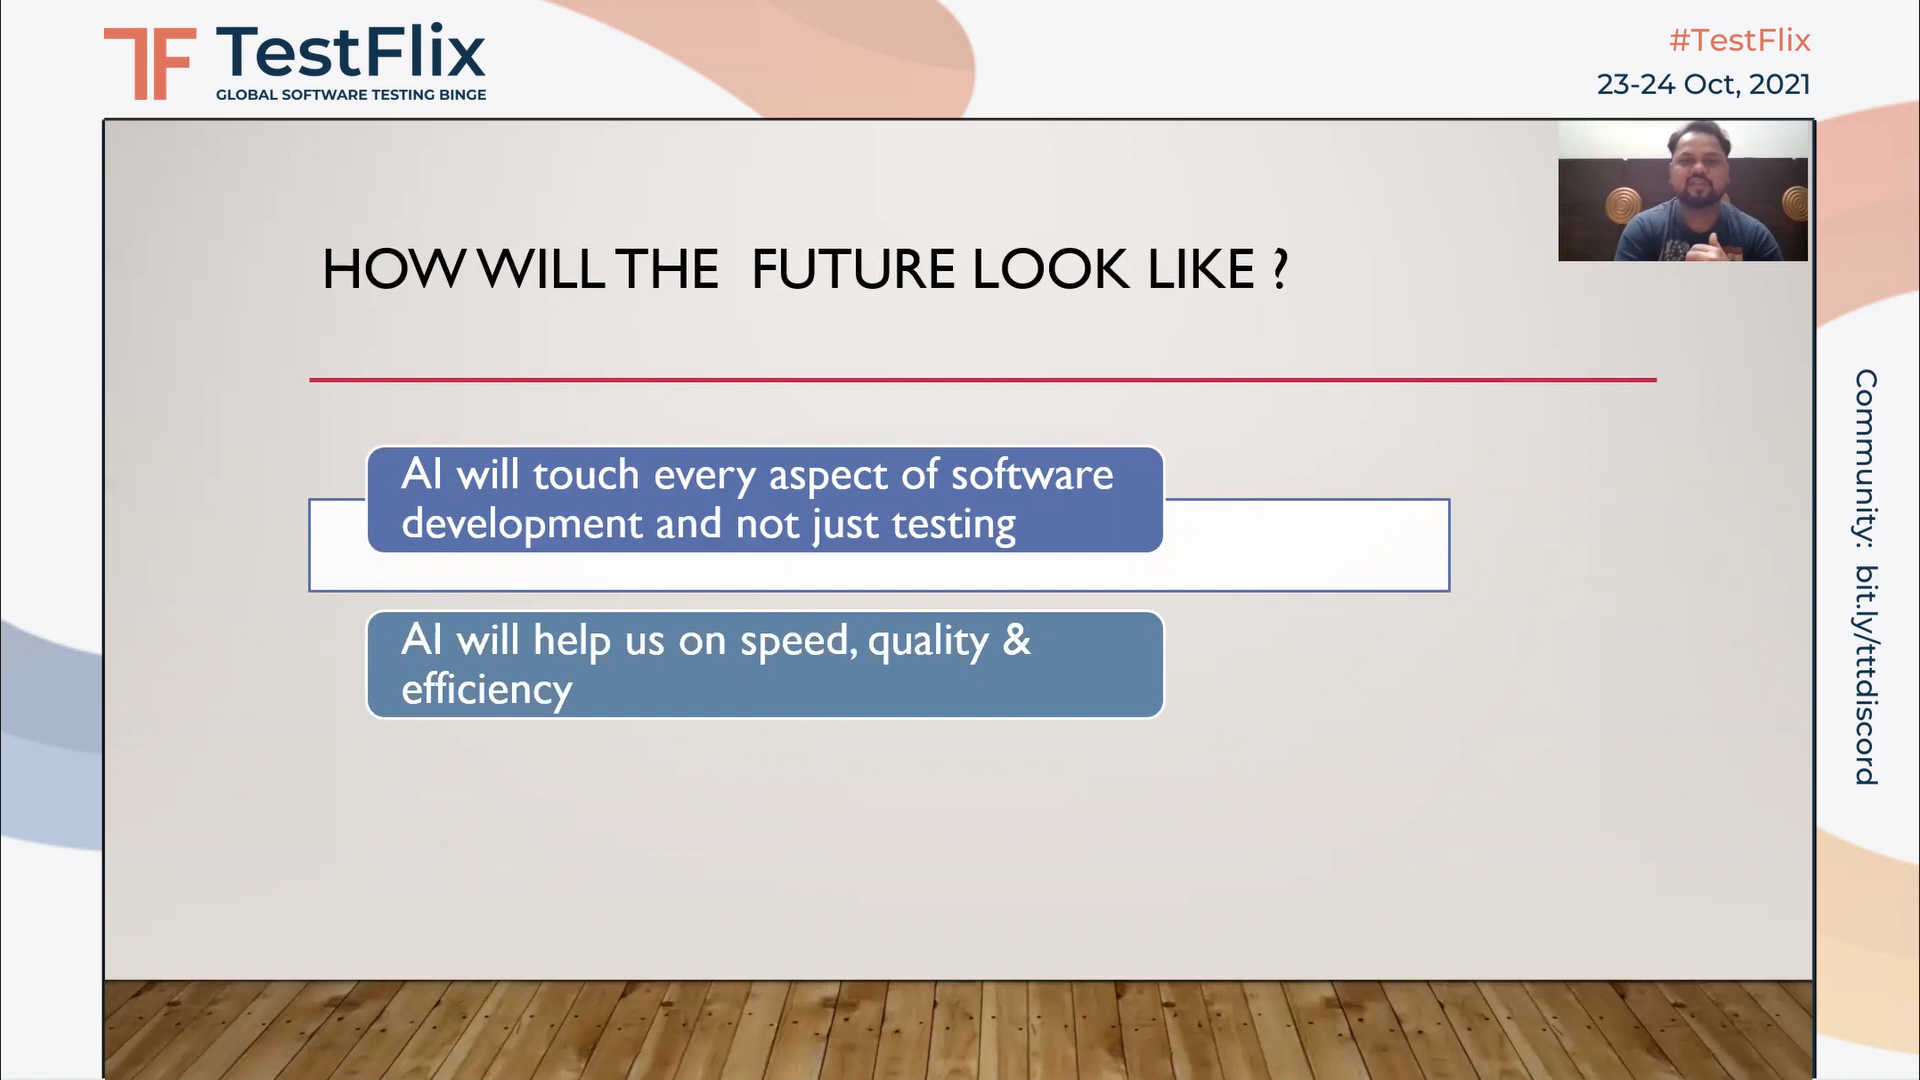 TF TestFlix
GLOBAL SOFTWARE TESTING BINGE
#TestFlix
23-24 Oct, 2021
HOW WILL THE FUTURE LOOK LIKE ?
AI will touch every aspect of software
development and not just testing
AI will help us on speed, quality &
efficiency
Community: bit.ly/tttdiscord